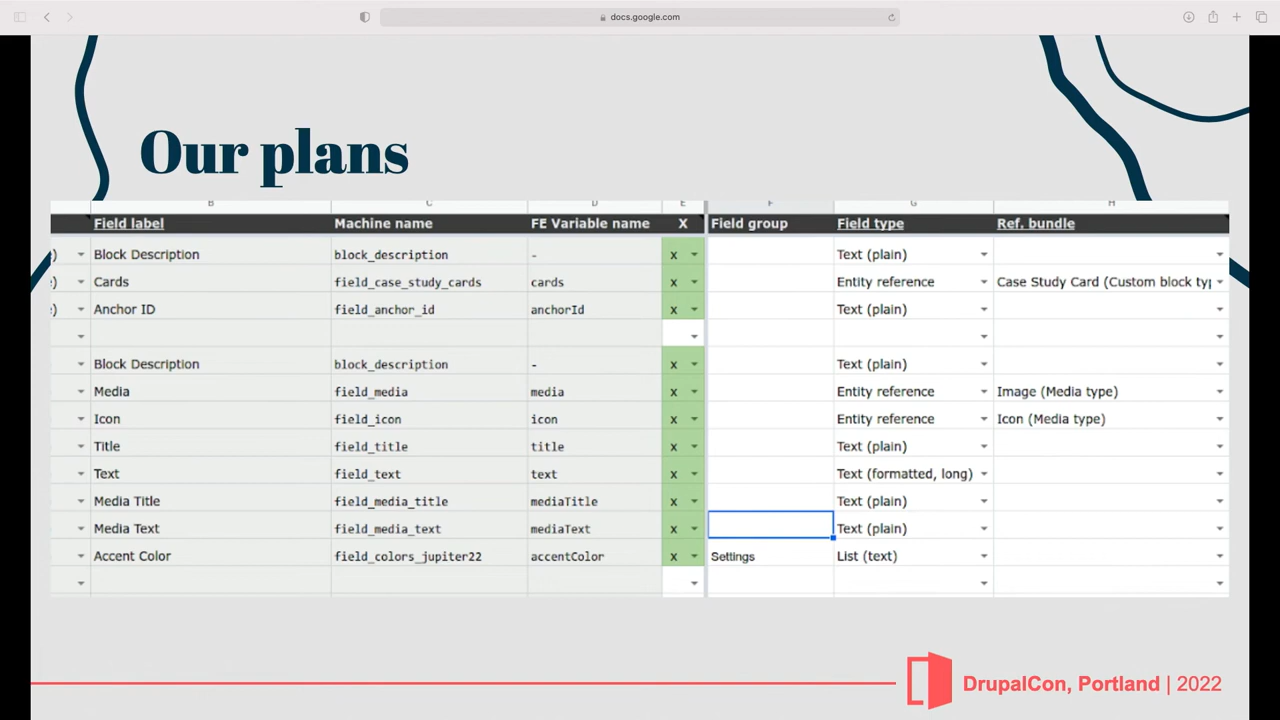 docs.google.com
Our plans
B C D E F G H
Field label Machine name FE Variable name X Field group Field type Ref. bundle
) Block Description block_description - x Text (plain)
) Cards field_case_study_cards cards x Entity reference Case Study Card (Custom block typ
) Anchor ID field_anchor_id anchorId x Text (plain)
Block Description block_description - x Text (plain)
Media field_media media x Entity reference Image (Media type)
Icon field_icon icon x Entity reference Icon (Media type)
Title field_title title x Text (plain)
Text field_text text x Text (formatted, long)
Media Title field_media_title mediaTitle x Text (plain)
Media Text field_media_text mediaText x Text (plain)
Accent Color field_colors_jupiter22 accentColor x Settings List (text)
DrupalCon, Portland | 2022